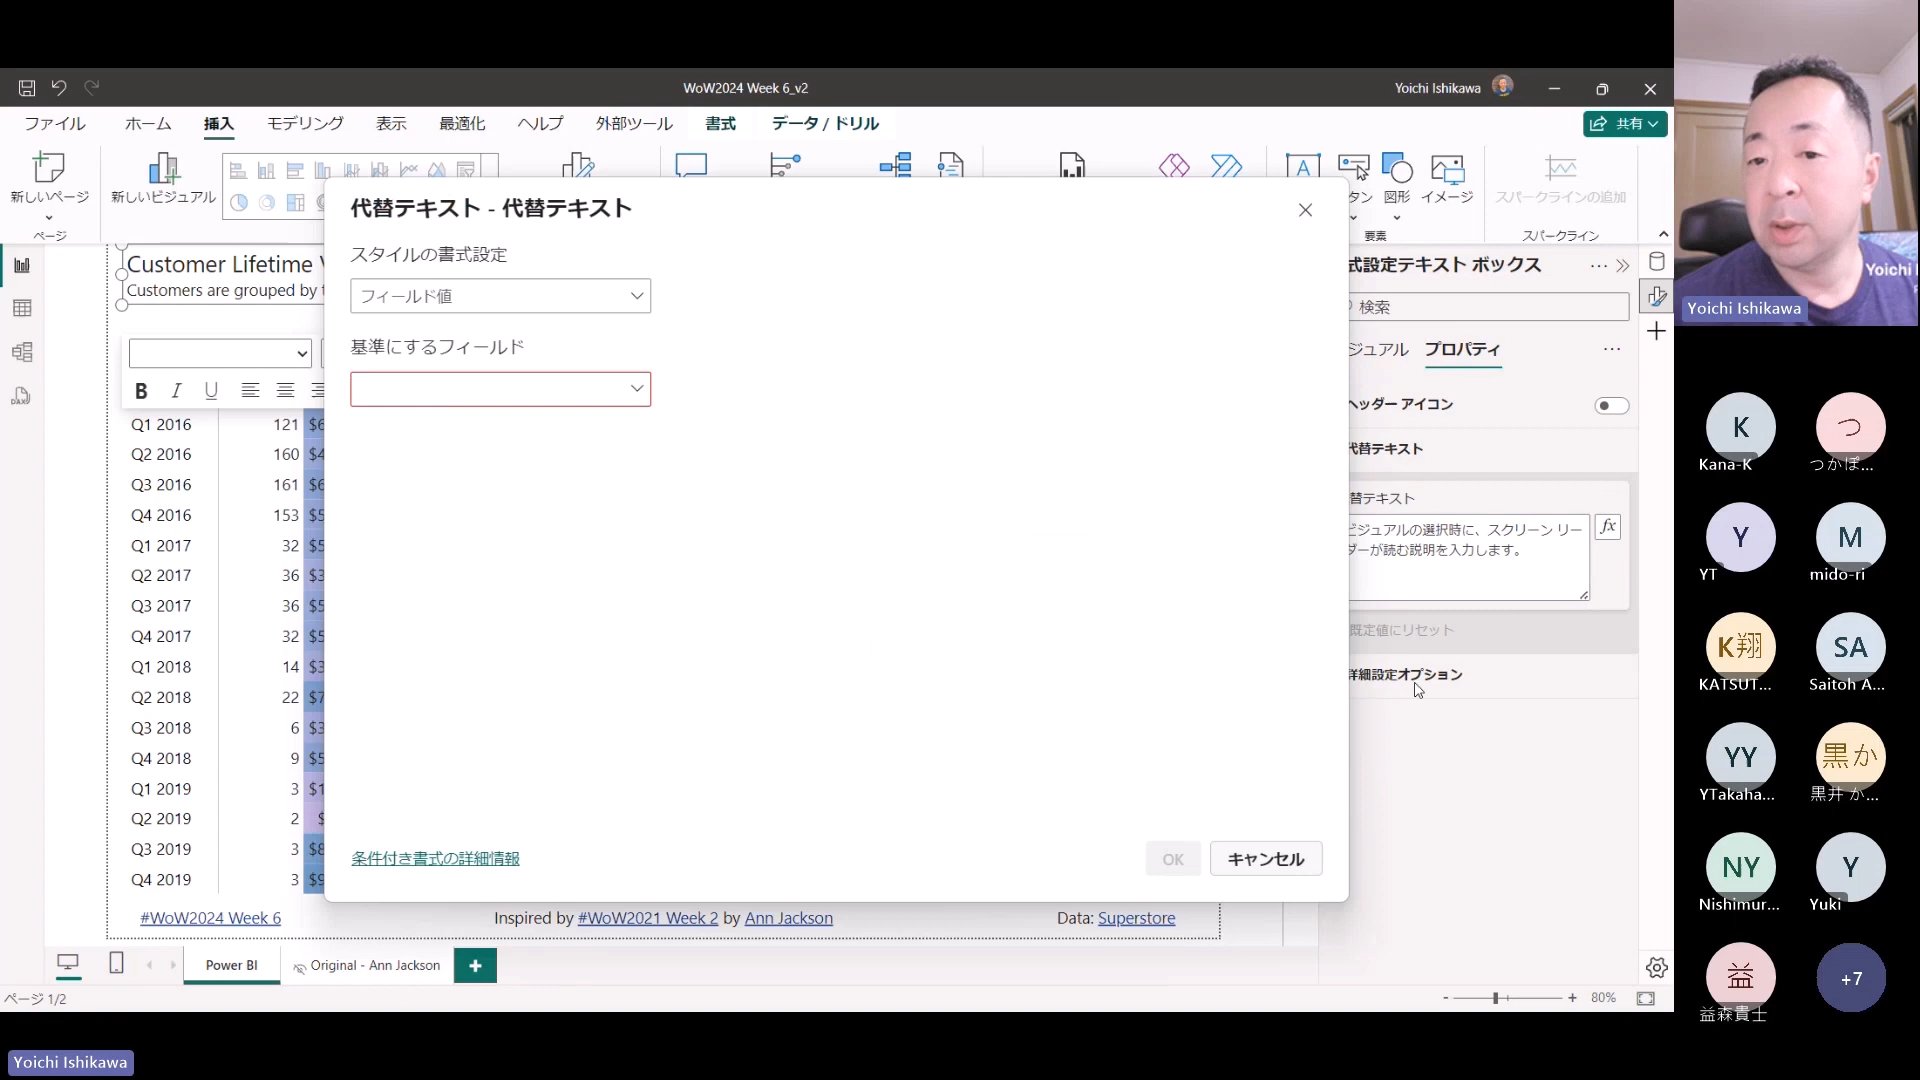 WoW2024 Week 6_v2
Yoichi Ishikawa
ファイル
ホーム
挿入
モデリング
表示
最適化
ヘルプ
外部ツール
書式
データ / ドリル
共有
新しいページ
ページ
新しいビジュアル
タン
図形
イメージ
要素
スパークラインの追加
スパークライン
Customer Lifetime
Customers are grouped by
B I U
Q1 2016 121
Q2 2016 160
Q3 2016 161
Q4 2016 153
Q1 2017 32
Q2 2017 36
Q3 2017 36
Q4 2017 32
Q1 2018 14
Q2 2018 22
Q3 2018 6
Q4 2018 9
Q1 2019 3
Q2 2019 2
Q3 2019 3
Q4 2019 3
代替テキスト - 代替テキスト
スタイルの書式設定
フィールド値
基準にするフィールド
条件付き書式の詳細情報
OK
キャンセル
式設定テキスト ボックス
検索
ジュアル
プロパティ
ヘッダー アイコン
代替テキスト
替テキスト
ビジュアルの選択時に、スクリーン リー
ダーが読む説明を入力します。
fx
既定値にリセット
詳細設定オプション
#WoW2024 Week 6
Inspired by #WoW2021 Week 2 by Ann Jackson
Data: Superstore
Power BI
Original - Ann Jackson
ページ 1/2
80%
Yoichi Ishikawa
Yoichi
Yoichi Ishikawa
K
Kana-K
つ
つかぽ...
Y
YT
M
mido-ri
K翔
KATSUT...
SA
Saitoh A...
YY
YTakaha...
黒か
黒井 か...
NY
Nishimur...
Y
Yuki
益
益森貴士
+7